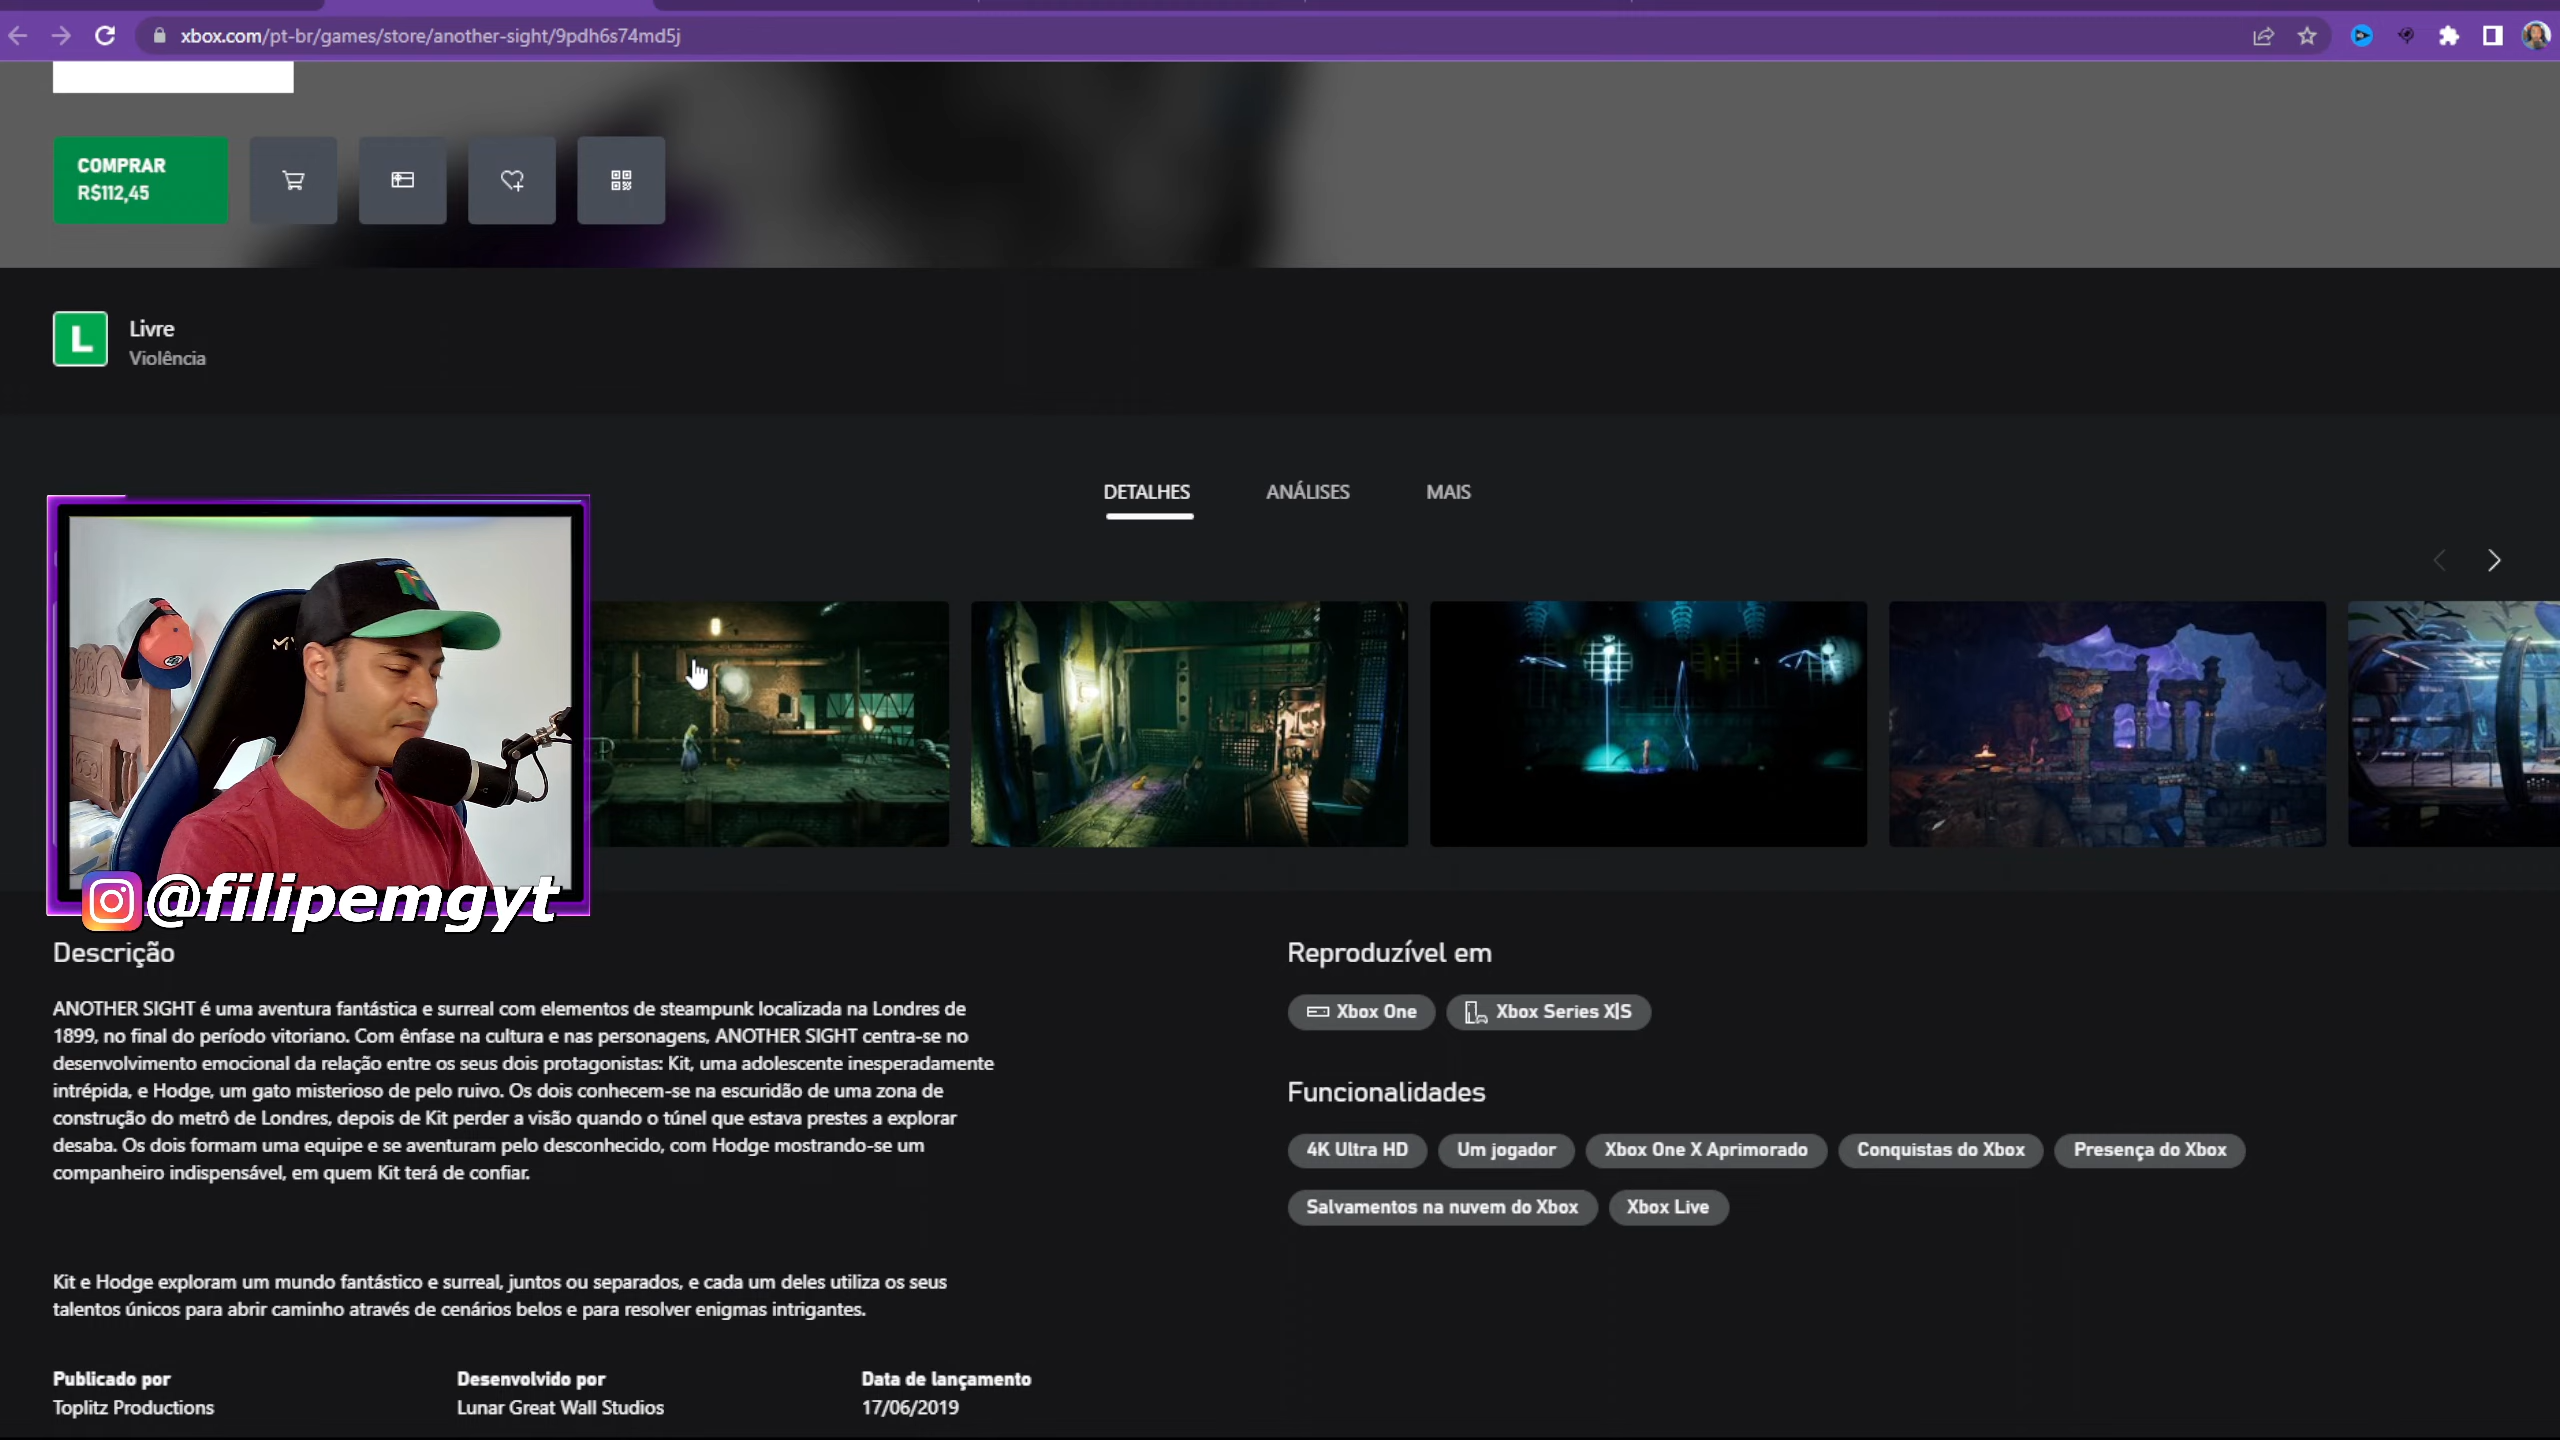 xbox.com/pt-br/games/store/another-sight/9pdh6s74md5j
COMPRAR
R$112,45
L
Livre
Violência
DETALHES
ANÁLISES
MAIS
@filipemgyt
Descrição
ANOTHER SIGHT é uma aventura fantástica e surreal com elementos de steampunk localizada na Londres de
1899, no final do período vitoriano. Com ênfase na cultura e nas personagens, ANOTHER SIGHT centra-se no
desenvolvimento emocional da relação entre os seus dois protagonistas: Kit, uma adolescente inesperadamente
intrépida, e Hodge, um gato misterioso de pelo ruivo. Os dois conhecem-se na escuridão de uma zona de
construção do metrô de Londres, depois de Kit perder a visão quando o túnel que estava prestes a explorar
desaba. Os dois formam uma equipe e se aventuram pelo desconhecido, com Hodge mostrando-se um
companheiro indispensável, em quem Kit terá de confiar.
Kit e Hodge exploram um mundo fantástico e surreal, juntos ou separados, e cada um deles utiliza os seus
talentos únicos para abrir caminho através de cenários belos e para resolver enigmas intrigantes.
Publicado por
Toplitz Productions
Desenvolvido por
Lunar Great Wall Studios
Data de lançamento
17/06/2019
Reproduzível em
Xbox One
Xbox Series X|S
Funcionalidades
4K Ultra HD
Um jogador
Xbox One X Aprimorado
Conquistas do Xbox
Presença do Xbox
Salvamentos na nuvem do Xbox
Xbox Live